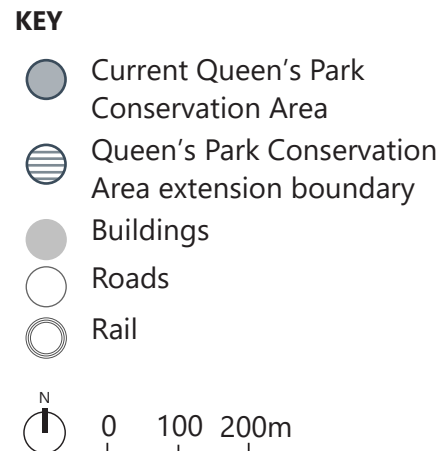 KEY
Current Queen’s Park
Conservation Area
Queen’s Park Conservation
Area extension boundary
Buildings
Roads
Rail
N
0 100 200m